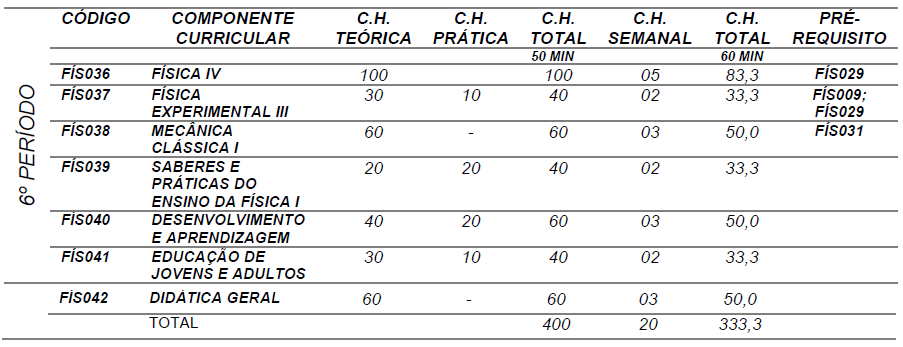 CÓDIGO COMPONENTE CURRICULAR C.H. TEÓRICA C.H. PRÁTICA C.H. TOTAL C.H. SEMANAL C.H. TOTAL PRÉ-REQUISITO
50 MIN 60 MIN
6º PERÍODO
FÍS036 FÍSICA IV 100 100 05 83,3 FÍS029
FÍS037 FÍSICA EXPERIMENTAL III 30 10 40 02 33,3 FÍS009; FÍS029
FÍS038 MECÂNICA CLÁSSICA I 60 - 60 03 50,0 FÍS031
FÍS039 SABERES E PRÁTICAS DO ENSINO DA FÍSICA I 20 20 40 02 33,3
FÍS040 DESENVOLVIMENTO E APRENDIZAGEM 40 20 60 03 50,0
FÍS041 EDUCAÇÃO DE JOVENS E ADULTOS 30 10 40 02 33,3
FÍS042 DIDÁTICA GERAL 60 - 60 03 50,0
TOTAL 400 20 333,3